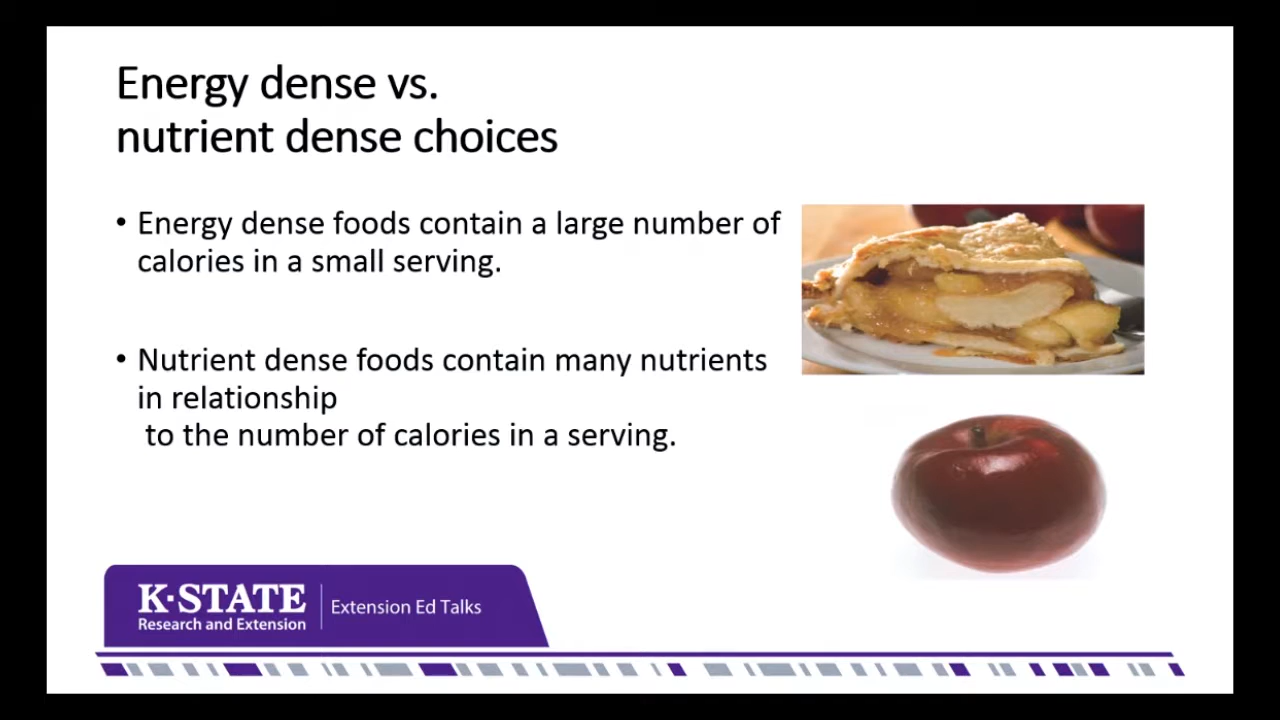 Energy dense vs.
nutrient dense choices
• Energy dense foods contain a large number of
calories in a small serving.
• Nutrient dense foods contain many nutrients
in relationship
to the number of calories in a serving.
K·STATE
Research and Extension
Extension Ed Talks